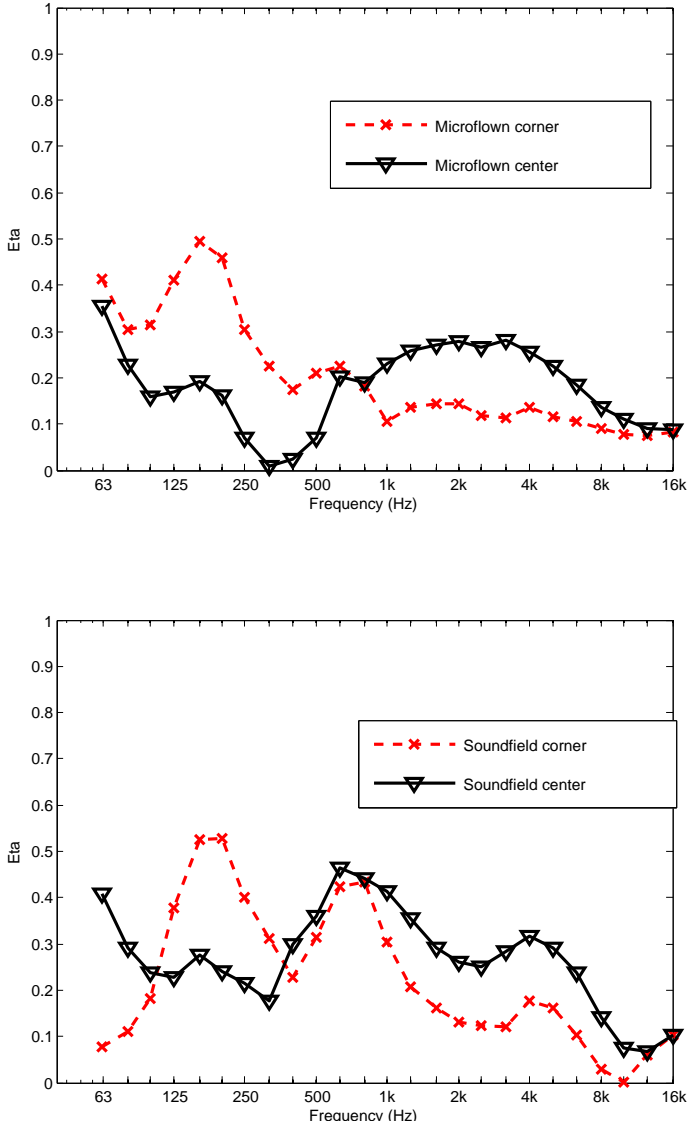 1
0.9
0.8
0.7
0.6
0.5
0.4
0.3
0.2
0.1
0
Eta
Microflown corner
Microflown center
63 125 250 500 1k 2k 4k 8k 16k
Frequency (Hz)
1
0.9
0.8
0.7
0.6
0.5
0.4
0.3
0.2
0.1
0
Eta
Soundfield corner
Soundfield center
63 125 250 500 1k 2k 4k 8k 16k
Frequency (Hz)